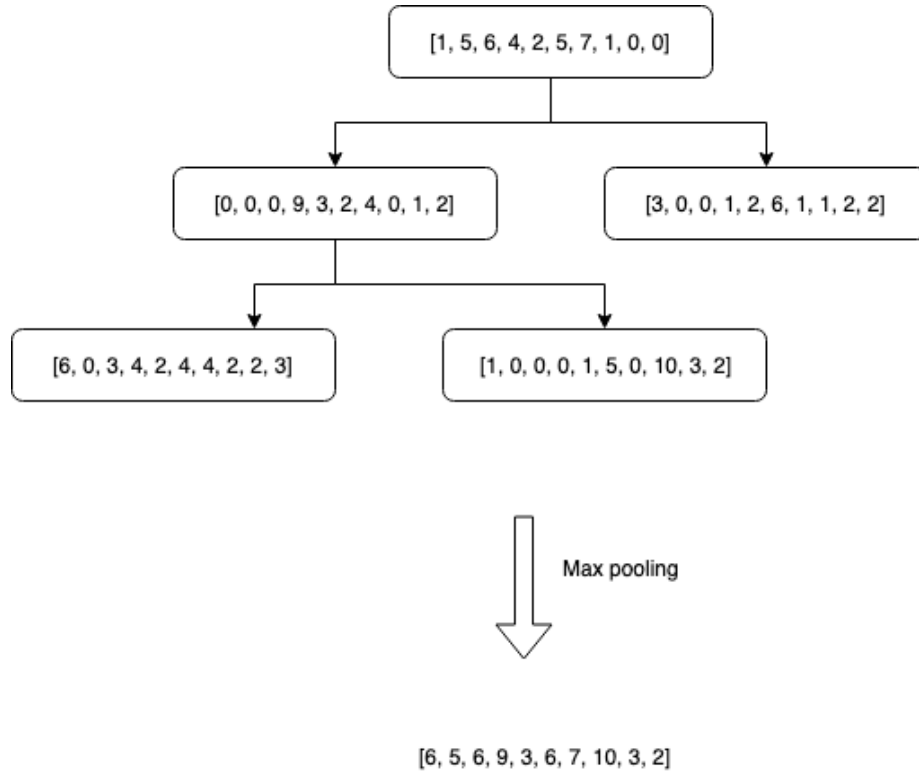 [1, 5, 6, 4, 2, 5, 7, 1, 0, 0]
[0, 0, 0, 9, 3, 2, 4, 0, 1, 2]
[3, 0, 0, 1, 2, 6, 1, 1, 2, 2]
[6, 0, 3, 4, 2, 4, 4, 2, 2, 3]
[1, 0, 0, 0, 1, 5, 0, 10, 3, 2]
Max pooling
[6, 5, 6, 9, 3, 6, 7, 10, 3, 2]